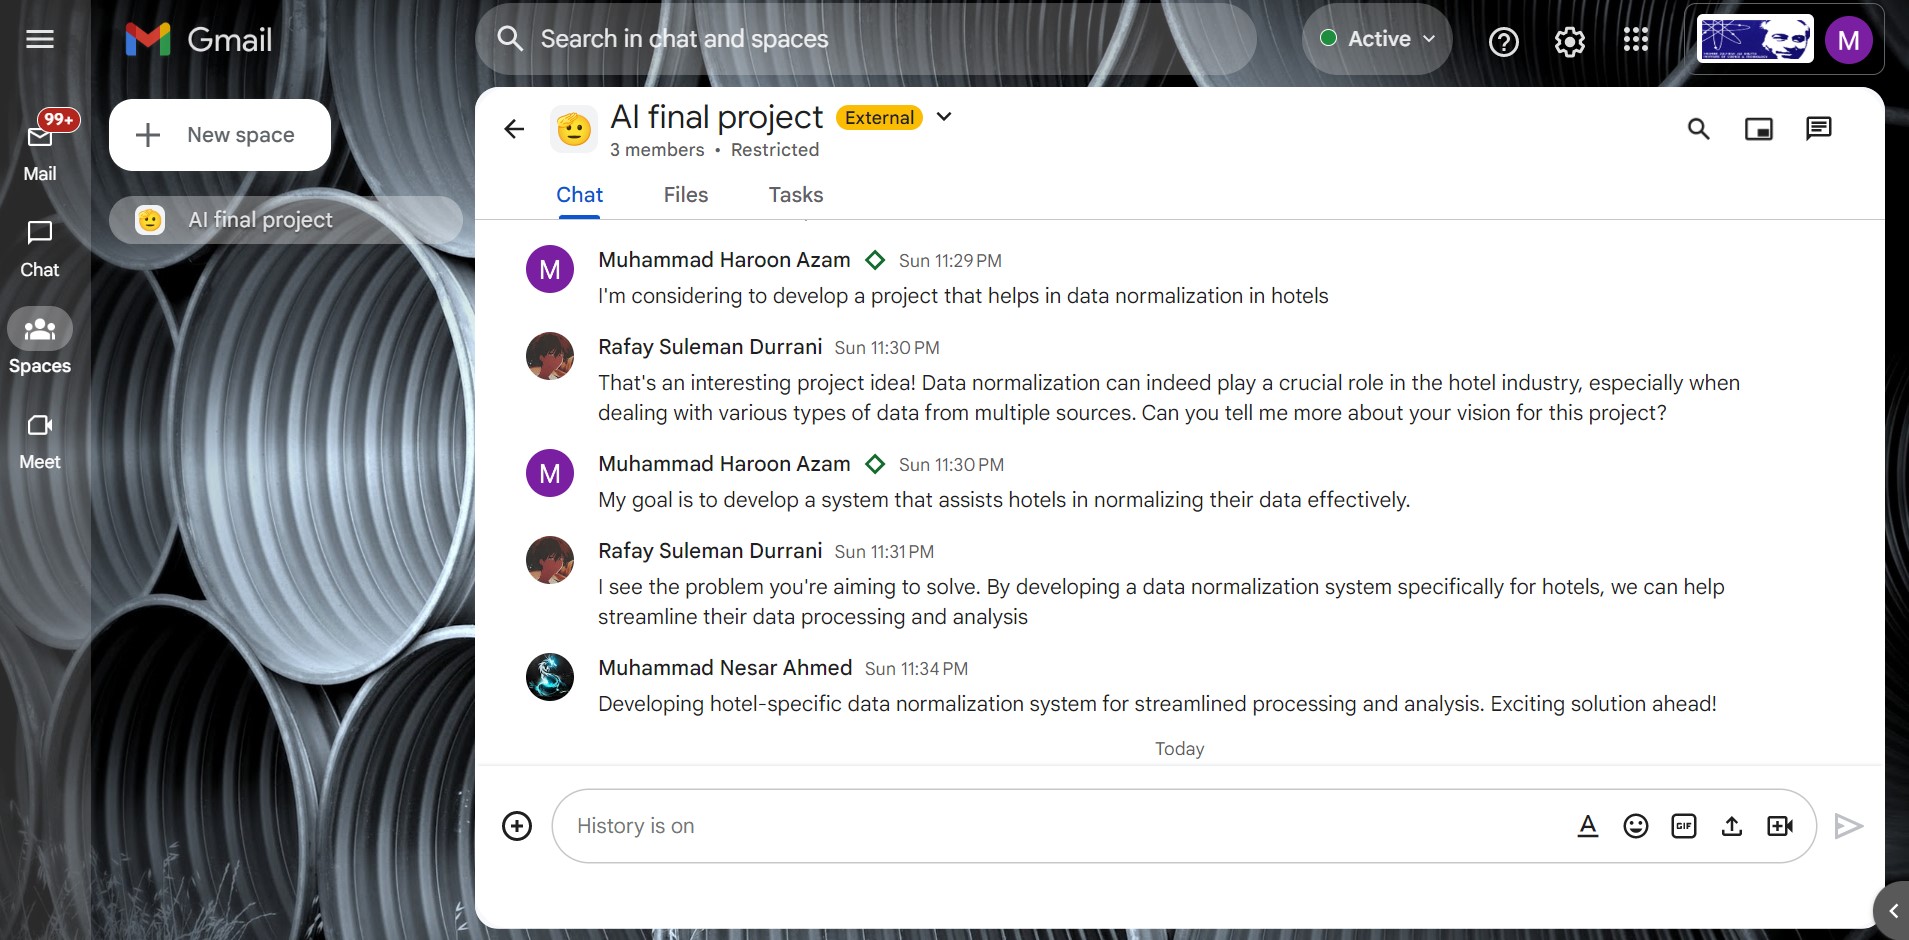 Gmail
Search in chat and spaces
Active
M
99+
Mail
Chat
Spaces
Meet
New space
AI final project
AI final project External
3 members • Restricted
Chat Files Tasks
M
Muhammad Haroon Azam Sun 11:29 PM
I'm considering to develop a project that helps in data normalization in hotels
Rafay Suleman Durrani Sun 11:30 PM
That's an interesting project idea! Data normalization can indeed play a crucial role in the hotel industry, especially when
dealing with various types of data from multiple sources. Can you tell me more about your vision for this project?
M
Muhammad Haroon Azam Sun 11:30 PM
My goal is to develop a system that assists hotels in normalizing their data effectively.
Rafay Suleman Durrani Sun 11:31 PM
I see the problem you're aiming to solve. By developing a data normalization system specifically for hotels, we can help
streamline their data processing and analysis
Muhammad Nesar Ahmed Sun 11:34 PM
Developing hotel-specific data normalization system for streamlined processing and analysis. Exciting solution ahead!
Today
History is on
A
GIF